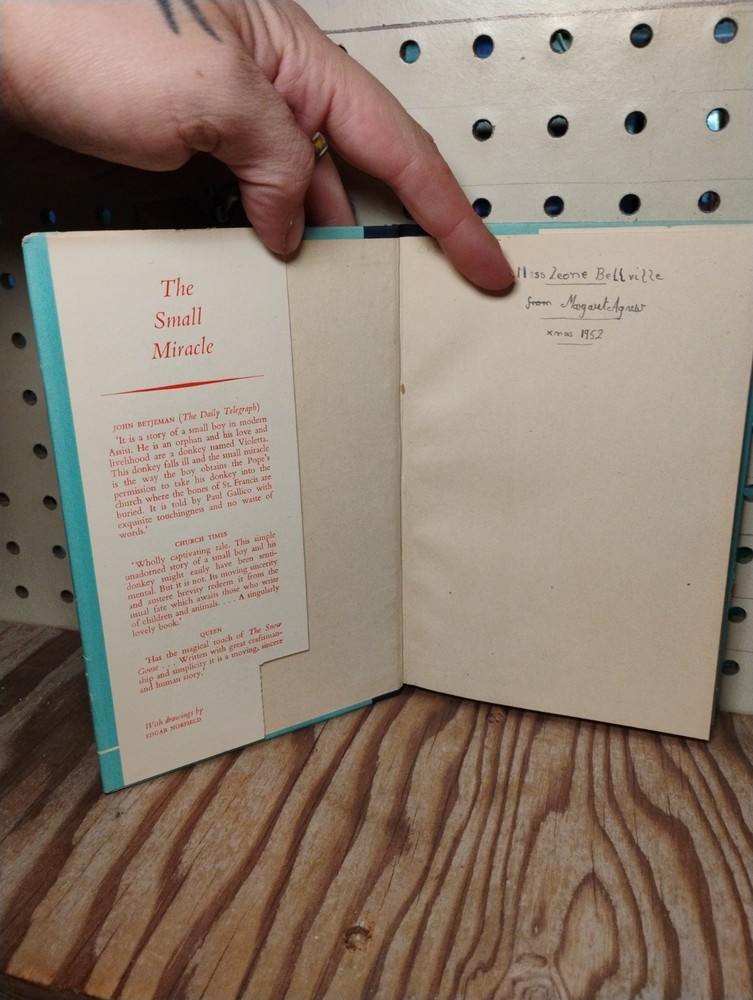 The
Small
Miracle
JOHN BETJEMAN (The Daily Telegraph)
'It is a story of a small boy in modern
Assisi. He is an orphan and his love and
livelihood are a donkey named Violetta.
This donkey falls ill and the small miracle
is the way the boy obtains the Pope's
permission to take his donkey into the
church where the bones of St. Francis are
buried. It is told by Paul Gallico with
exquisite touchingness and no waste of
words.'
CHURCH TIMES
'Wholly captivating tale. This simple
unadorned story of a small boy and his
donkey might easily have been senti-
mental. But it is not. Its moving sincerity
and austere brevity redeem it from the
usual fate which awaits those who write
of children and animals. . . . A singularly
lovely book.'
QUEEN
'Has the magical touch of The Snow
Goose . . . Written with great craftsman-
ship and simplicity it is a moving, sincere
and human story.'
With drawings by
EDGAR NORFIELD
Miss Leone Bellville
from Margaret Agnew
xmas 1952